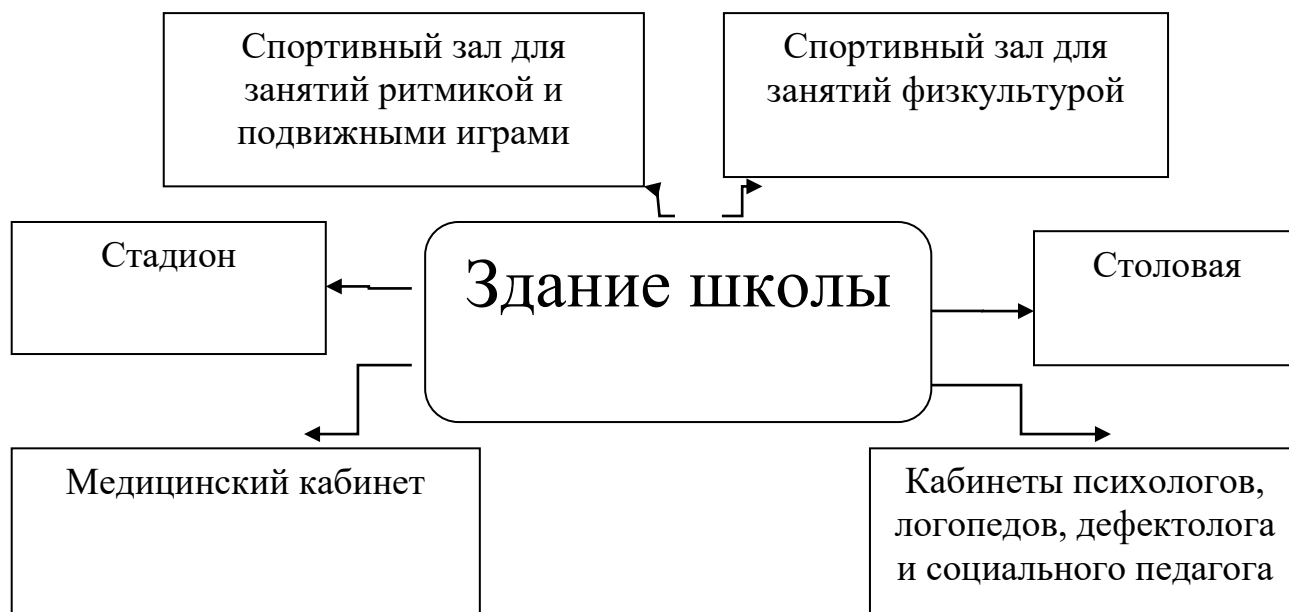 Спортивный зал для
занятий ритмикой и
подвижными играми
Спортивный зал для
занятий физкультурой
Стадион
Здание школы
Столовая
Медицинский кабинет
Кабинеты психологов,
логопедов, дефектолога
и социального педагога